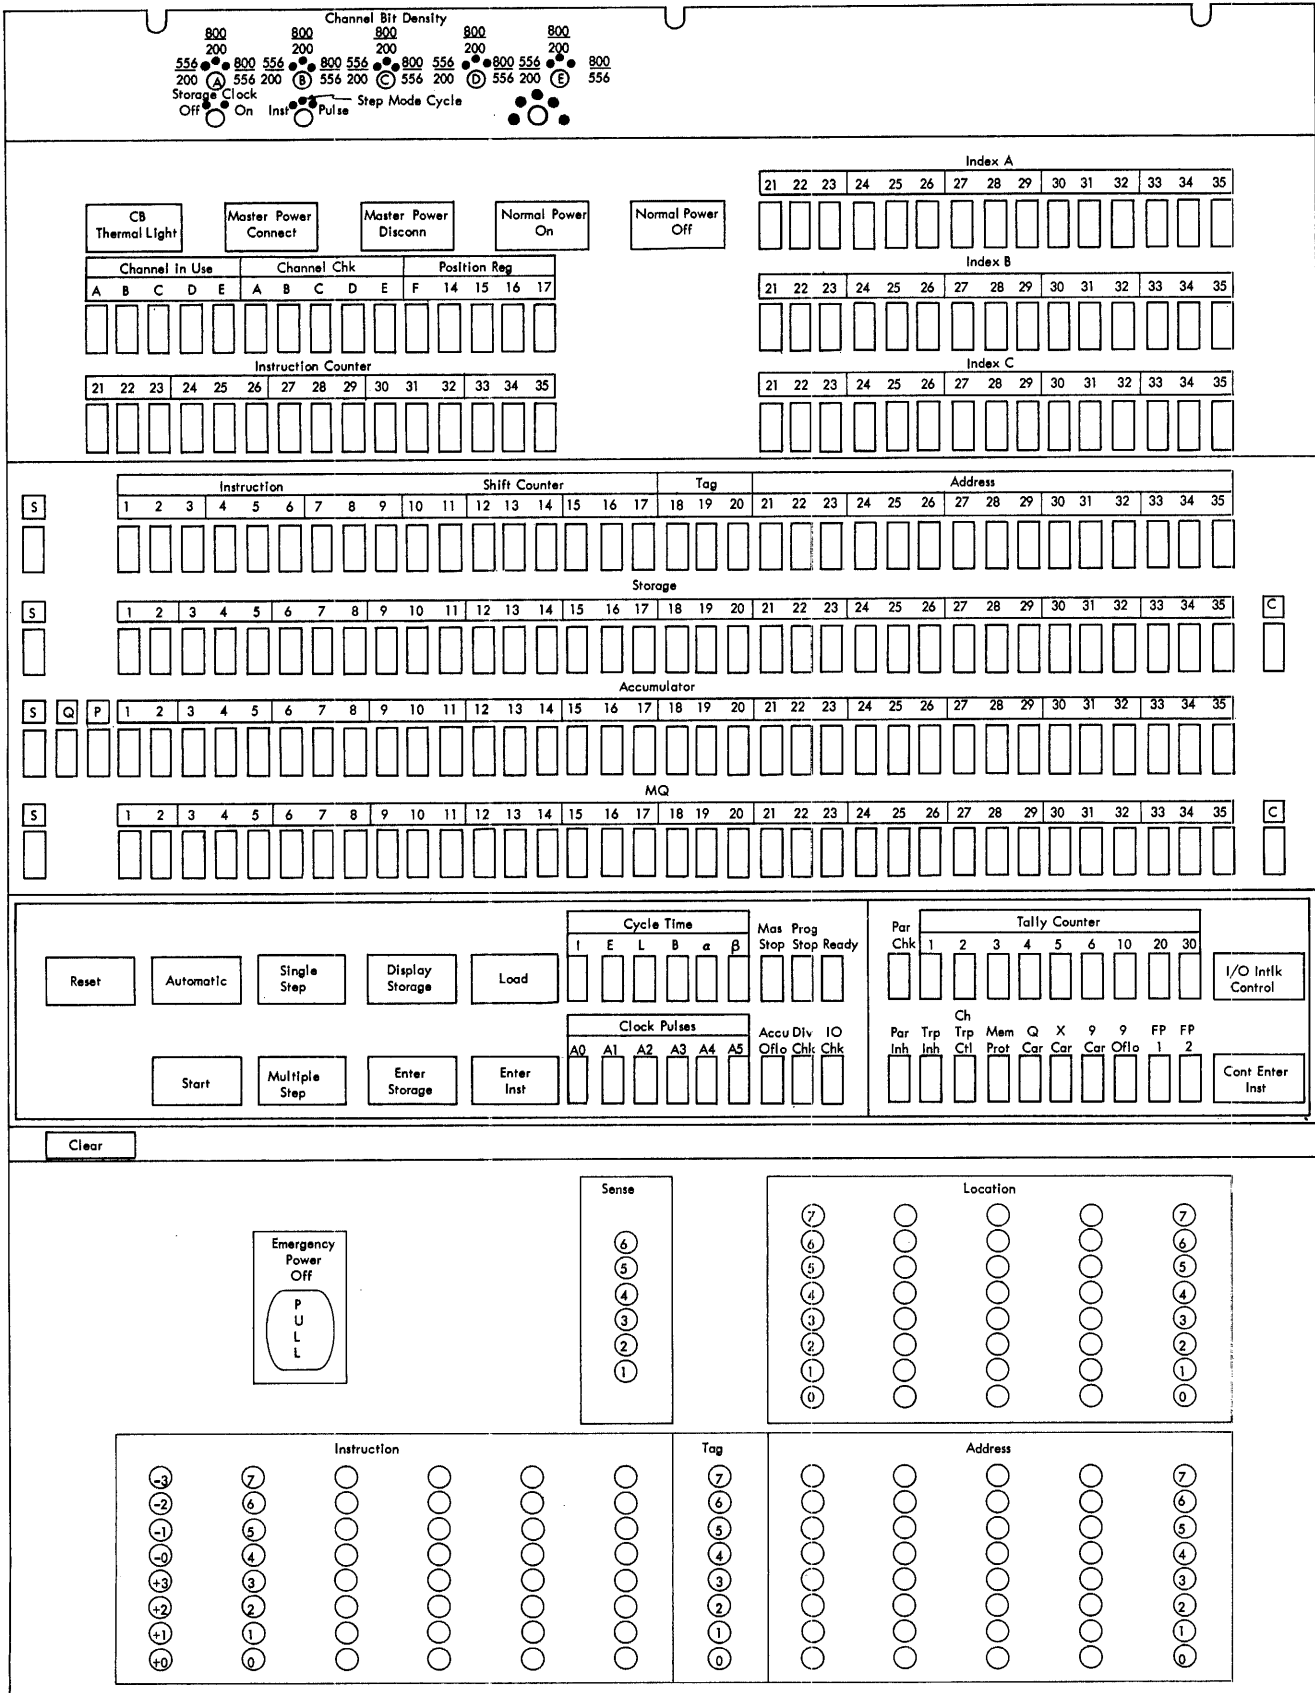 Channel Bit Density
800 800 800 800 800
200 200 200 200 200
556 800 556 800 556 800 556 800 556 800
200 A 556 200 B 556 200 C 556 200 D 556 200 E 556
Storage Clock
Off On Inst Pulse Step Mode Cycle
Index A
21 22 23 24 25 26 27 28 29 30 31 32 33 34 35
CB Thermal Light
Master Power Connect
Master Power Disconn
Normal Power On
Normal Power Off
Channel in Use Channel Chk Position Reg
A B C D E A B C D E F 14 15 16 17
Index B
21 22 23 24 25 26 27 28 29 30 31 32 33 34 35
Instruction Counter
21 22 23 24 25 26 27 28 29 30 31 32 33 34 35
Index C
21 22 23 24 25 26 27 28 29 30 31 32 33 34 35
Instruction Shift Counter Tag Address
S 1 2 3 4 5 6 7 8 9 10 11 12 13 14 15 16 17 18 19 20 21 22 23 24 25 26 27 28 29 30 31 32 33 34 35
Storage
S 1 2 3 4 5 6 7 8 9 10 11 12 13 14 15 16 17 18 19 20 21 22 23 24 25 26 27 28 29 30 31 32 33 34 35 C
Accumulator
S Q P 1 2 3 4 5 6 7 8 9 10 11 12 13 14 15 16 17 18 19 20 21 22 23 24 25 26 27 28 29 30 31 32 33 34 35
MQ
S 1 2 3 4 5 6 7 8 9 10 11 12 13 14 15 16 17 18 19 20 21 22 23 24 25 26 27 28 29 30 31 32 33 34 35 C
Reset
Automatic
Single Step
Display Storage
Load
Cycle Time
I E L B α β
Mas Prog
Stop Stop Ready
Par
Chk
Tally Counter
1 2 3 4 5 6 10 20 30
I/O Intlk
Control
Start
Multiple Step
Enter Storage
Enter Inst
Clock Pulses
A0 A1 A2 A3 A4 A5
Accu Div IO
Oflo Chk Chk
Ch
Par Trp Trp Mem Q X 9 9 FP FP
Inh Inh Ctl Prot Car Car Car Oflo 1 2
Cont Enter
Inst
Clear
Emergency
Power
Off
P
U
L
L
Sense
6
5
4
3
2
1
Location
7 7
6 6
5 5
4 4
3 3
2 2
1 1
0 0
Instruction Tag Address
-3 7 7 7
-2 6 6 6
-1 5 5 5
-0 4 4 4
+3 3 3 3
+2 2 2 2
+1 1 1 1
+0 0 0 0